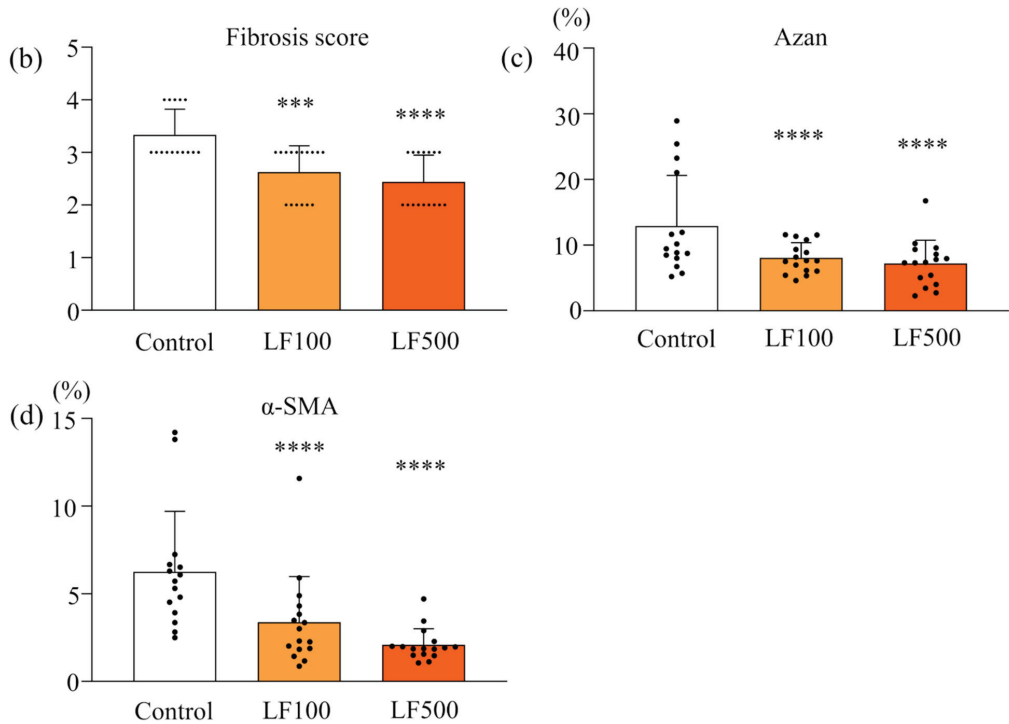 (b)
Fibrosis score
5
4
3
2
1
0
***
****
Control
LF100
LF500
(c)
(%)
Azan
40
30
20
10
0
****
****
Control
LF100
LF500
(d)
(%)
α-SMA
15
10
5
0
****
****
Control
LF100
LF500